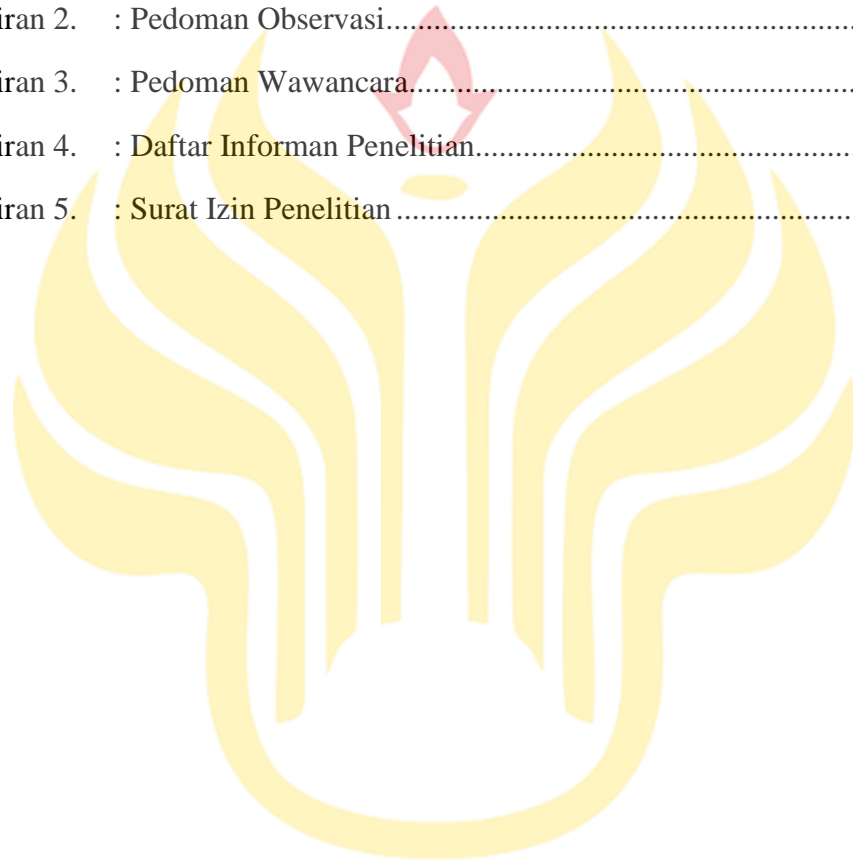 iran 2. : Pedoman Observasi..........................................................
iran 3. : Pedoman Wawancara.......................................................
iran 4. : Daftar Informan Penelitian...............................................
iran 5. : Surat Izin Penelitian..........................................................